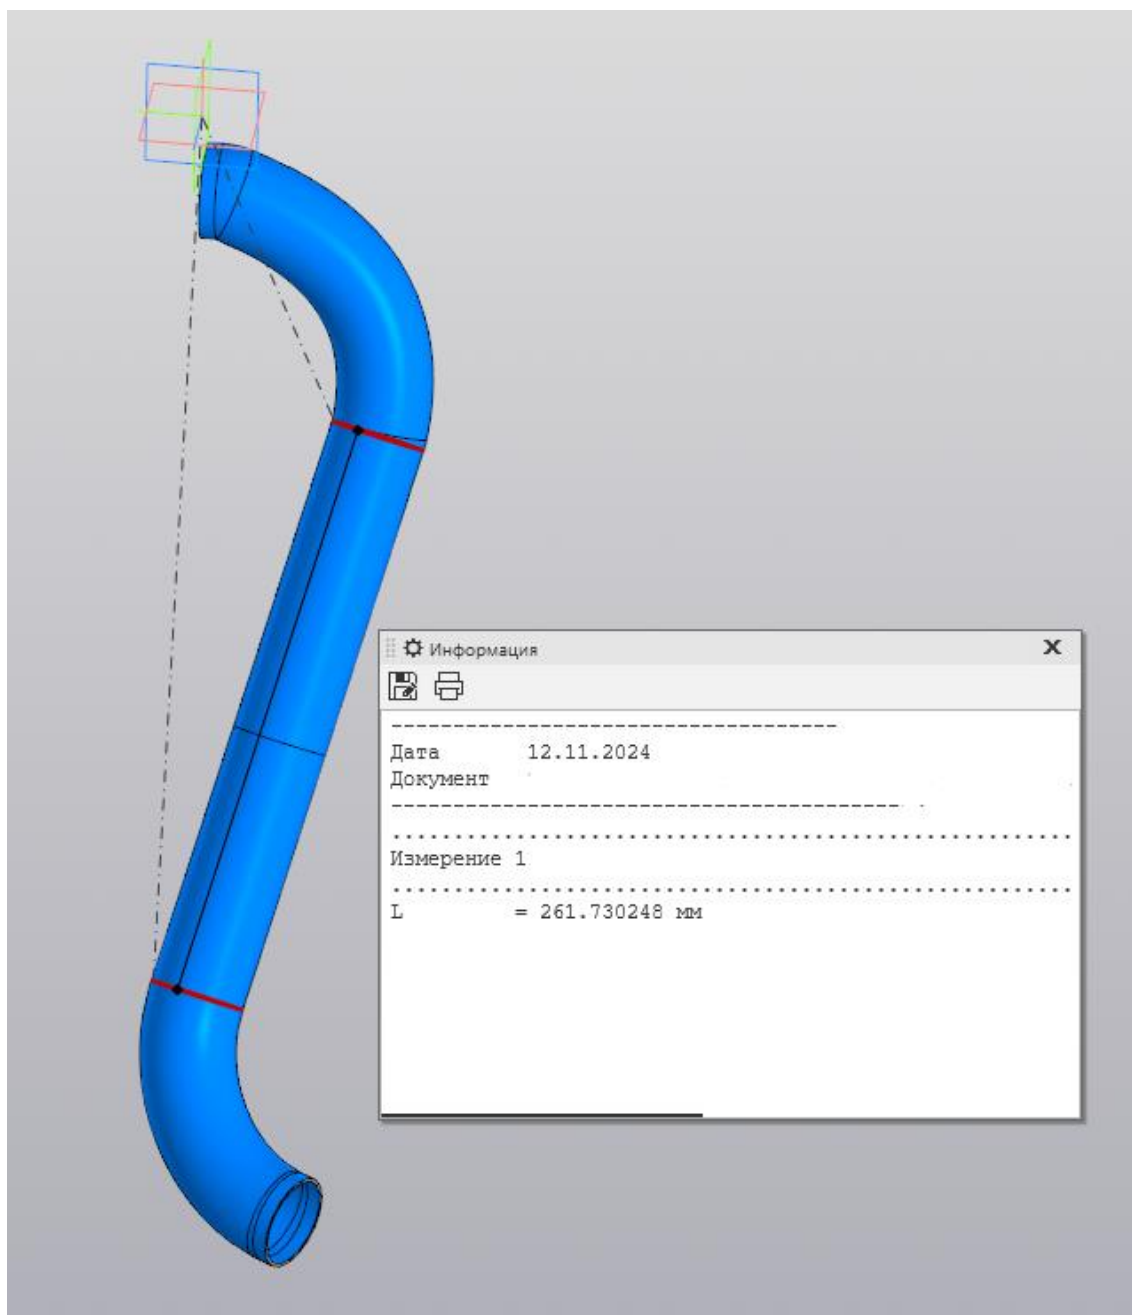 Информация
------------------------------------
Дата 12.11.2024
Документ
-----------------------------------------
.......................................................
Измерение 1
.......................................................
L = 261.730248 мм